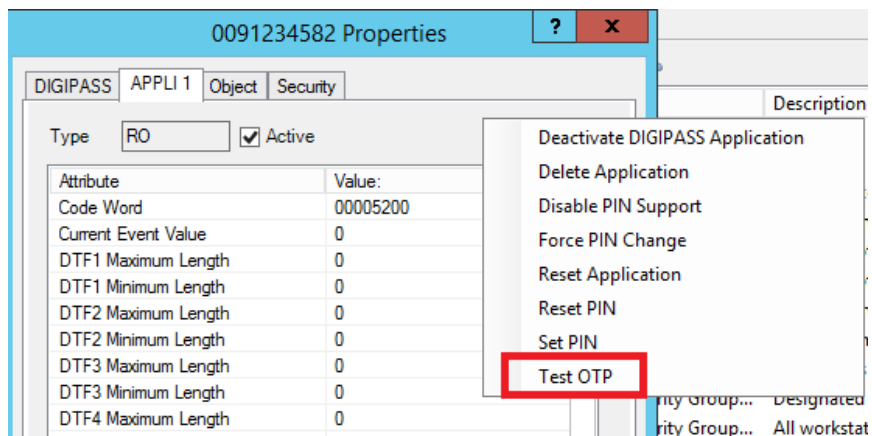 0091234582 Properties
? x
DIGIPASS APPLI 1 Object Security
Type RO Active
Attribute Value:
Code Word 00005200
Current Event Value 0
DTF1 Maximum Length 0
DTF1 Minimum Length 0
DTF2 Maximum Length 0
DTF2 Minimum Length 0
DTF3 Maximum Length 0
DTF3 Minimum Length 0
DTF4 Maximum Length 0
Deactivate DIGIPASS Application
Delete Application
Disable PIN Support
Force PIN Change
Reset Application
Reset PIN
Set PIN
Test OTP
Description
Group... Designated
Group... All